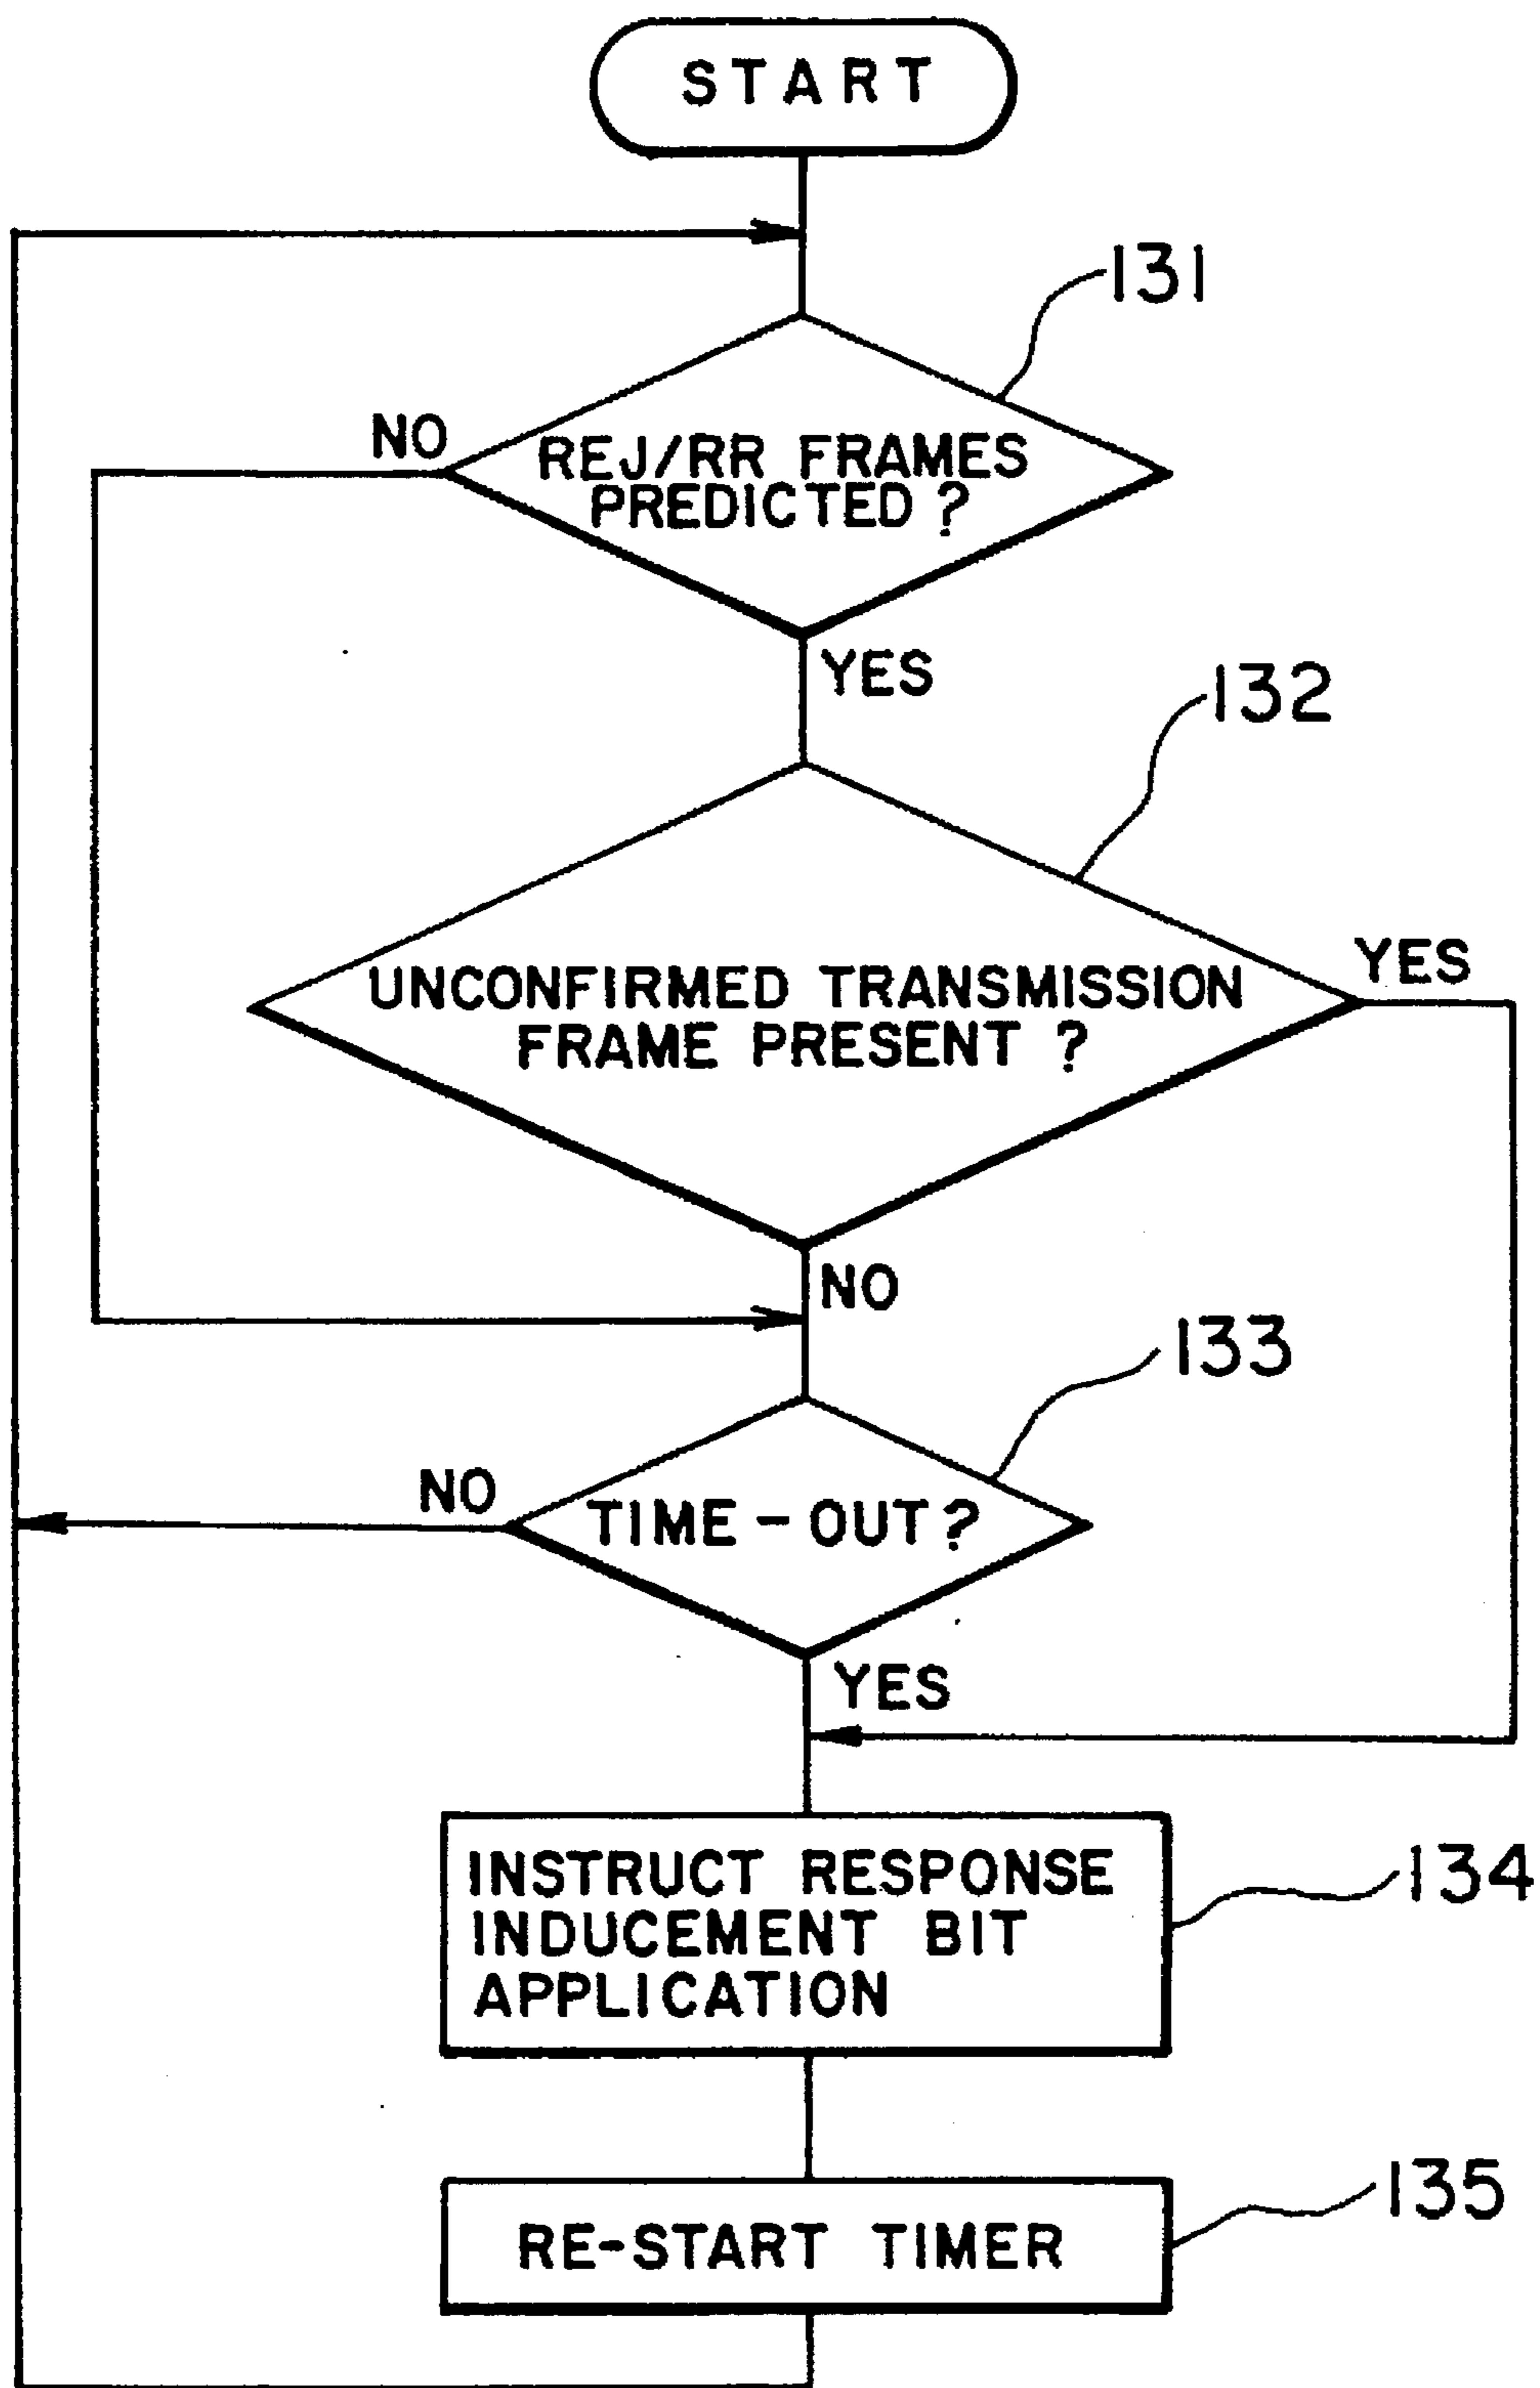 START
131
NO
REJ/RR FRAMES
PREDICTED ?
YES
132
YES
UNCONFIRMED TRANSMISSION
FRAME PRESENT ?
NO
133
NO
TIME-OUT?
YES
INSTRUCT RESPONSE
INDUCEMENT BIT
APPLICATION
134
135
RE-START TIMER